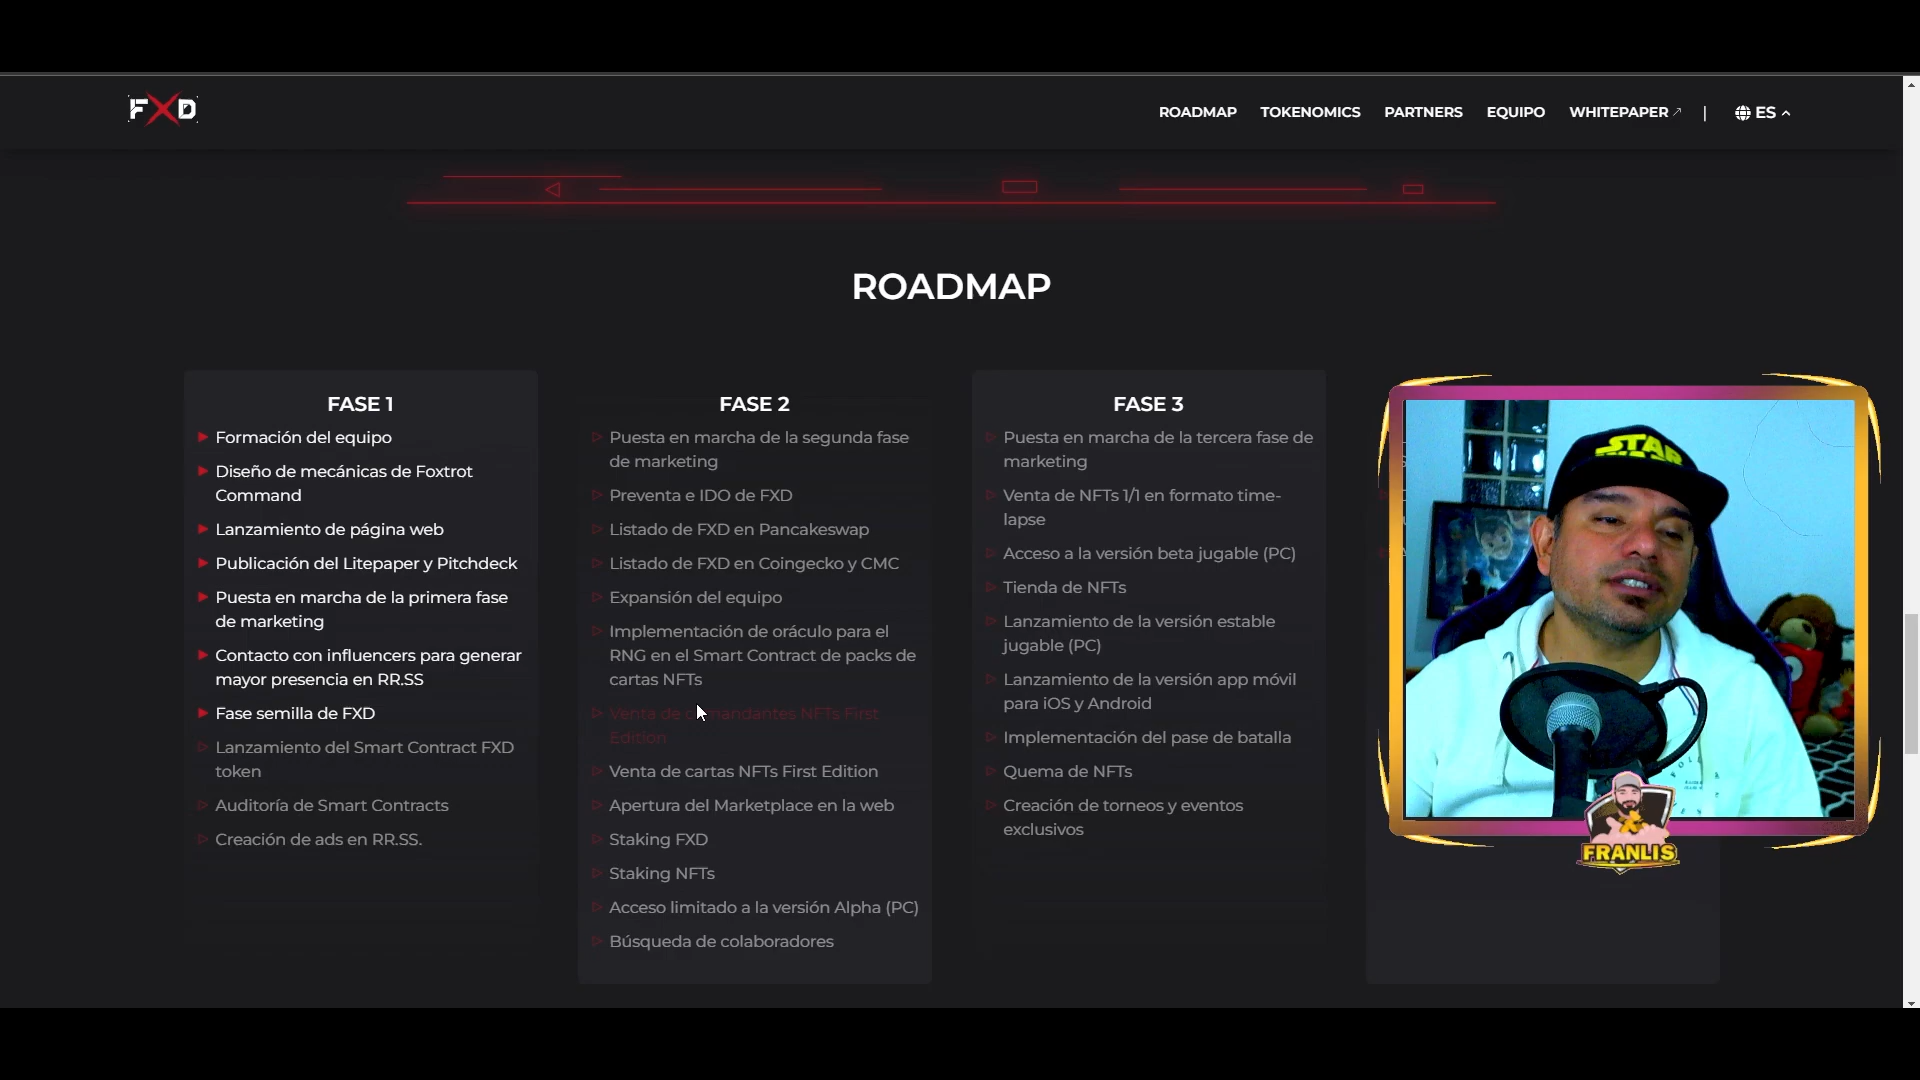 FXD
ROADMAP
TOKENOMICS
PARTNERS
EQUIPO
WHITEPAPER
|
ES
ROADMAP
FASE 1
Formación del equipo
Diseño de mecánicas de Foxtrot
Command
Lanzamiento de página web
Publicación del Litepaper y Pitchdeck
Puesta en marcha de la primera fase
de marketing
Contacto con influencers para generar
mayor presencia en RR.SS
Fase semilla de FXD
Lanzamiento del Smart Contract FXD
token
Auditoría de Smart Contracts
Creación de ads en RR.SS.
FASE 2
Puesta en marcha de la segunda fase
de marketing
Preventa e IDO de FXD
Listado de FXD en Pancakeswap
Listado de FXD en Coingecko y CMC
Expansión del equipo
Implementación de oráculo para el
RNG en el Smart Contract de packs de
cartas NFTs
Venta de comandantes NFTs First
Edition
Venta de cartas NFTs First Edition
Apertura del Marketplace en la web
Staking FXD
Staking NFTs
Acceso limitado a la versión Alpha (PC)
Búsqueda de colaboradores
FASE 3
Puesta en marcha de la tercera fase de
marketing
Venta de NFTs 1/1 en formato time-
lapse
Acceso a la versión beta jugable (PC)
Tienda de NFTs
Lanzamiento de la versión estable
jugable (PC)
Lanzamiento de la versión app móvil
para iOS y Android
Implementación del pase de batalla
Quema de NFTs
Creación de torneos y eventos
exclusivos
STAR
FRANLIS